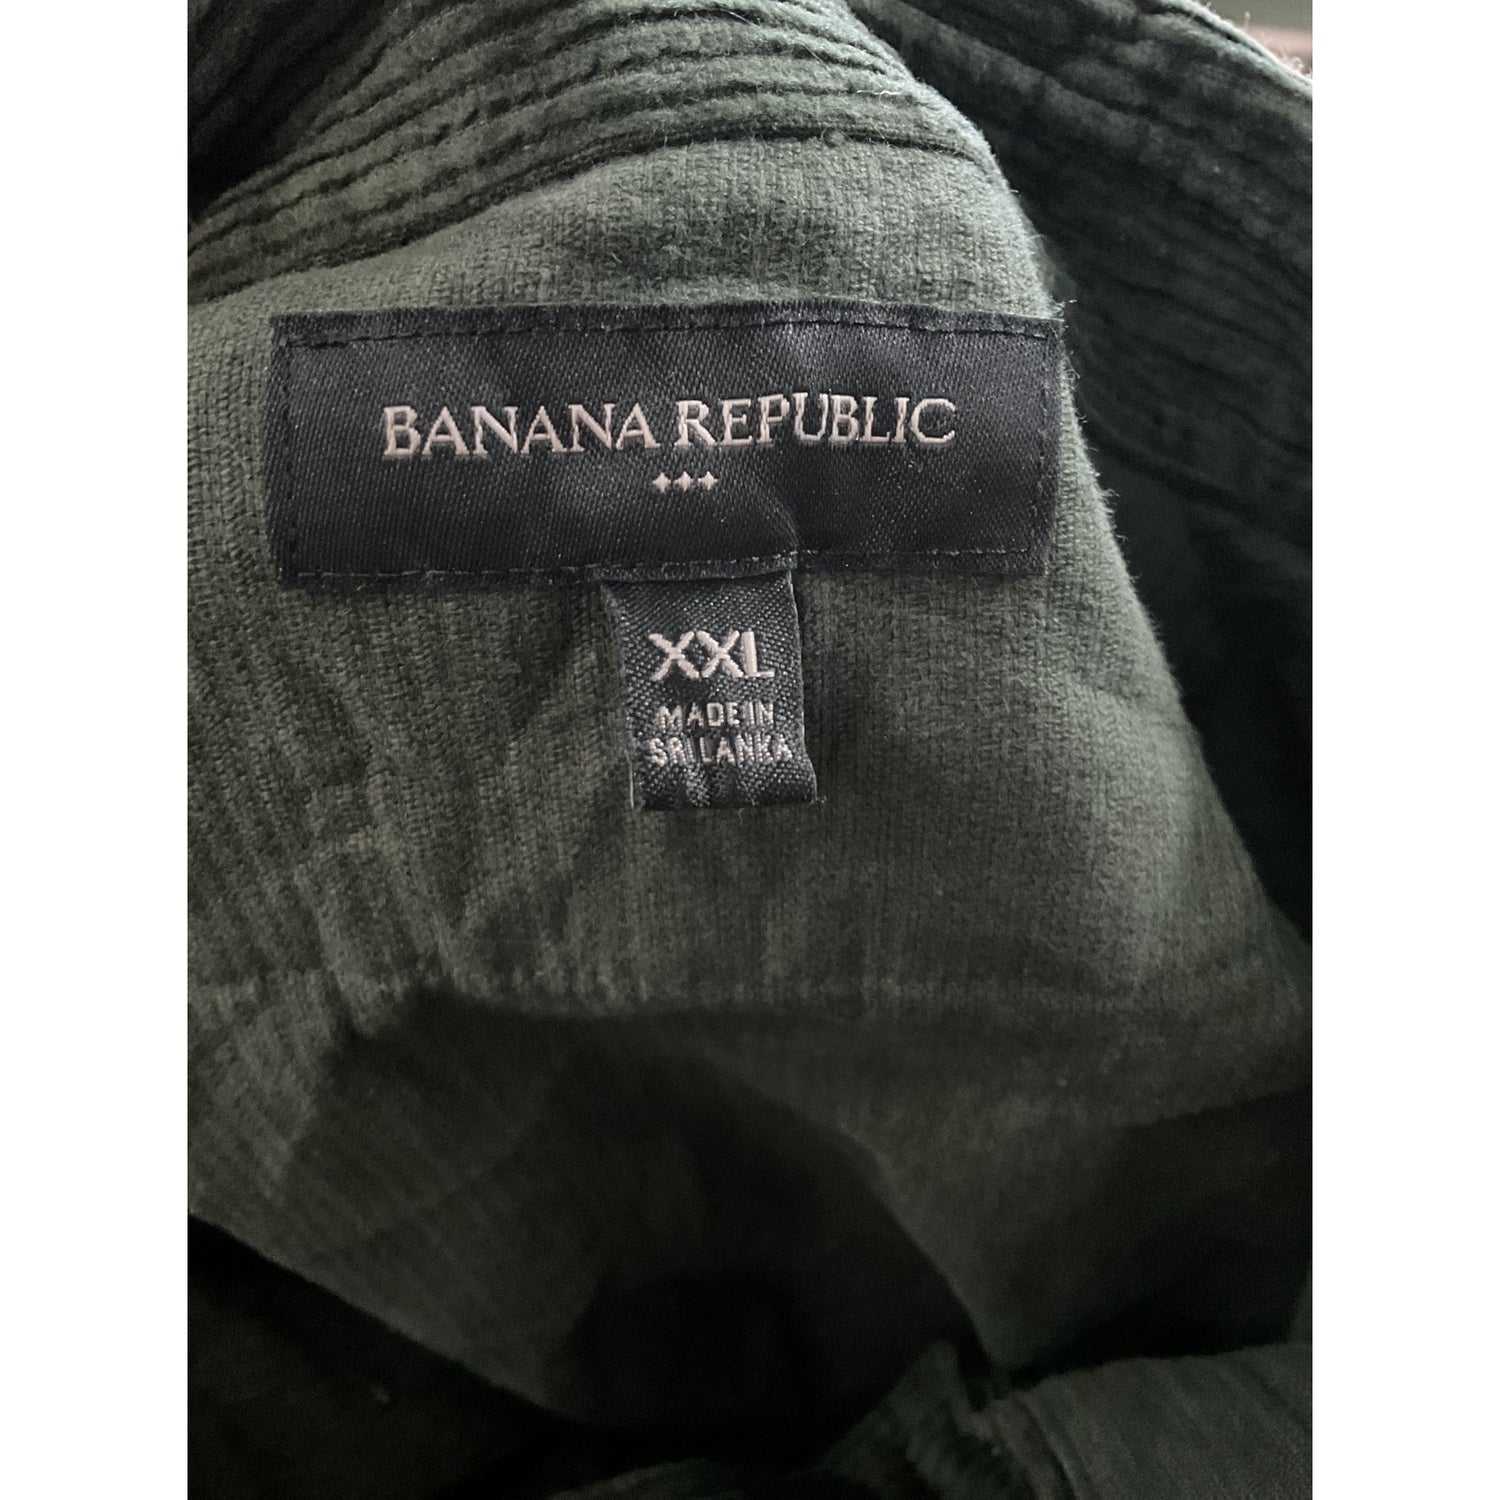 BANANA REPUBLIC
XXL
MADE IN
SRI LANKA